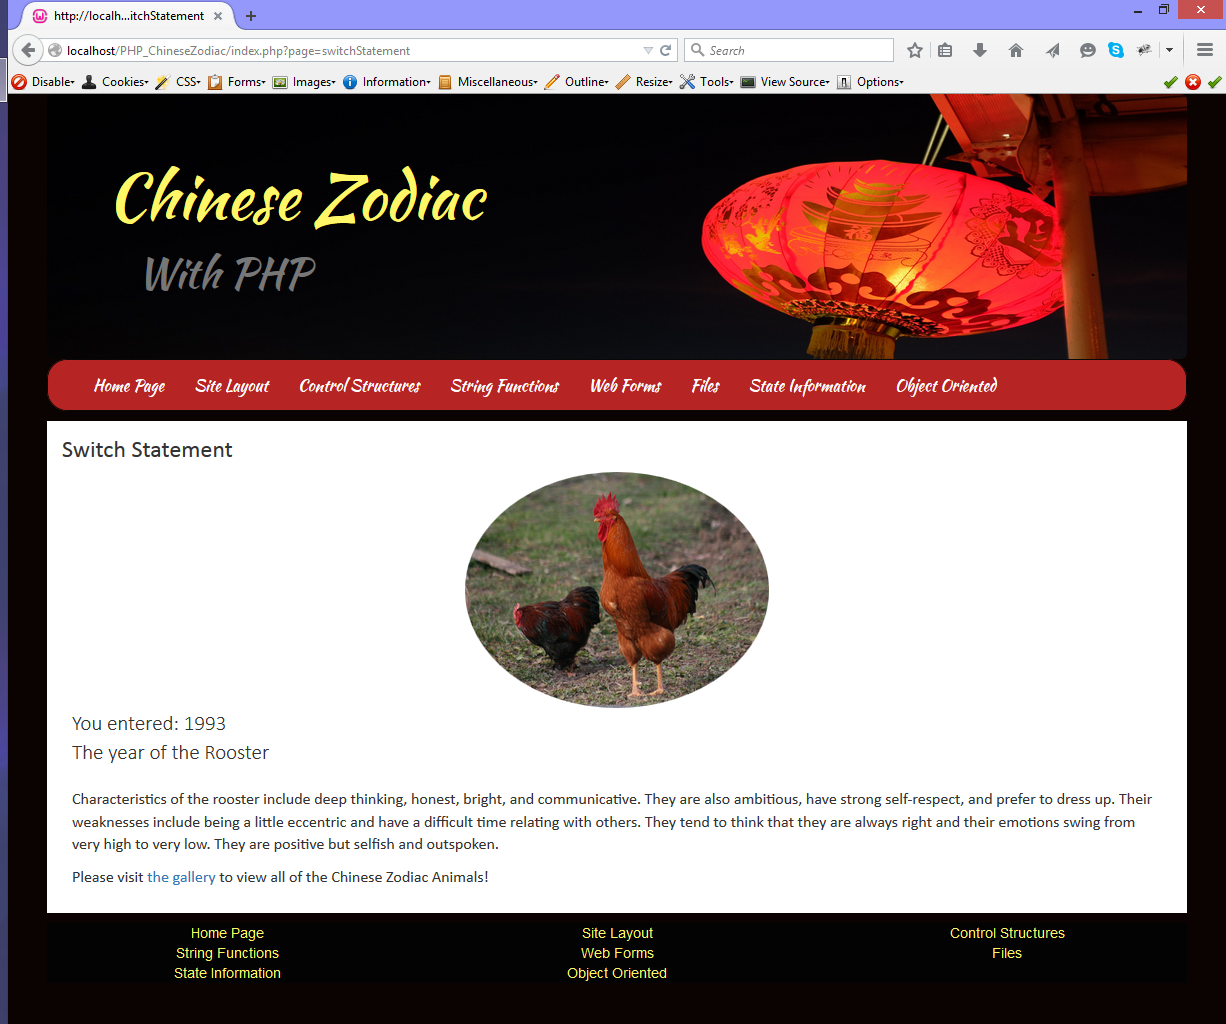 http://localh...itchStatement
localhost/PHP_ChineseZodiac/index.php?page=switchStatement
Search
Disable Cookies CSS Forms Images Information Miscellaneous Outline Resize Tools View Source Options
Chinese Zodiac
With PHP
福
Home Page Site Layout Control Structures String Functions Web Forms Files State Information Object Oriented
Switch Statement
You entered: 1993
The year of the Rooster
Characteristics of the rooster include deep thinking, honest, bright, and communicative. They are also ambitious, have strong self-respect, and prefer to dress up. Their
weaknesses include being a little eccentric and have a difficult time relating with others. They tend to think that they are always right and their emotions swing from
very high to very low. They are positive but selfish and outspoken.
Please visit the gallery to view all of the Chinese Zodiac Animals!
Home Page Site Layout Control Structures
String Functions Web Forms Files
State Information Object Oriented